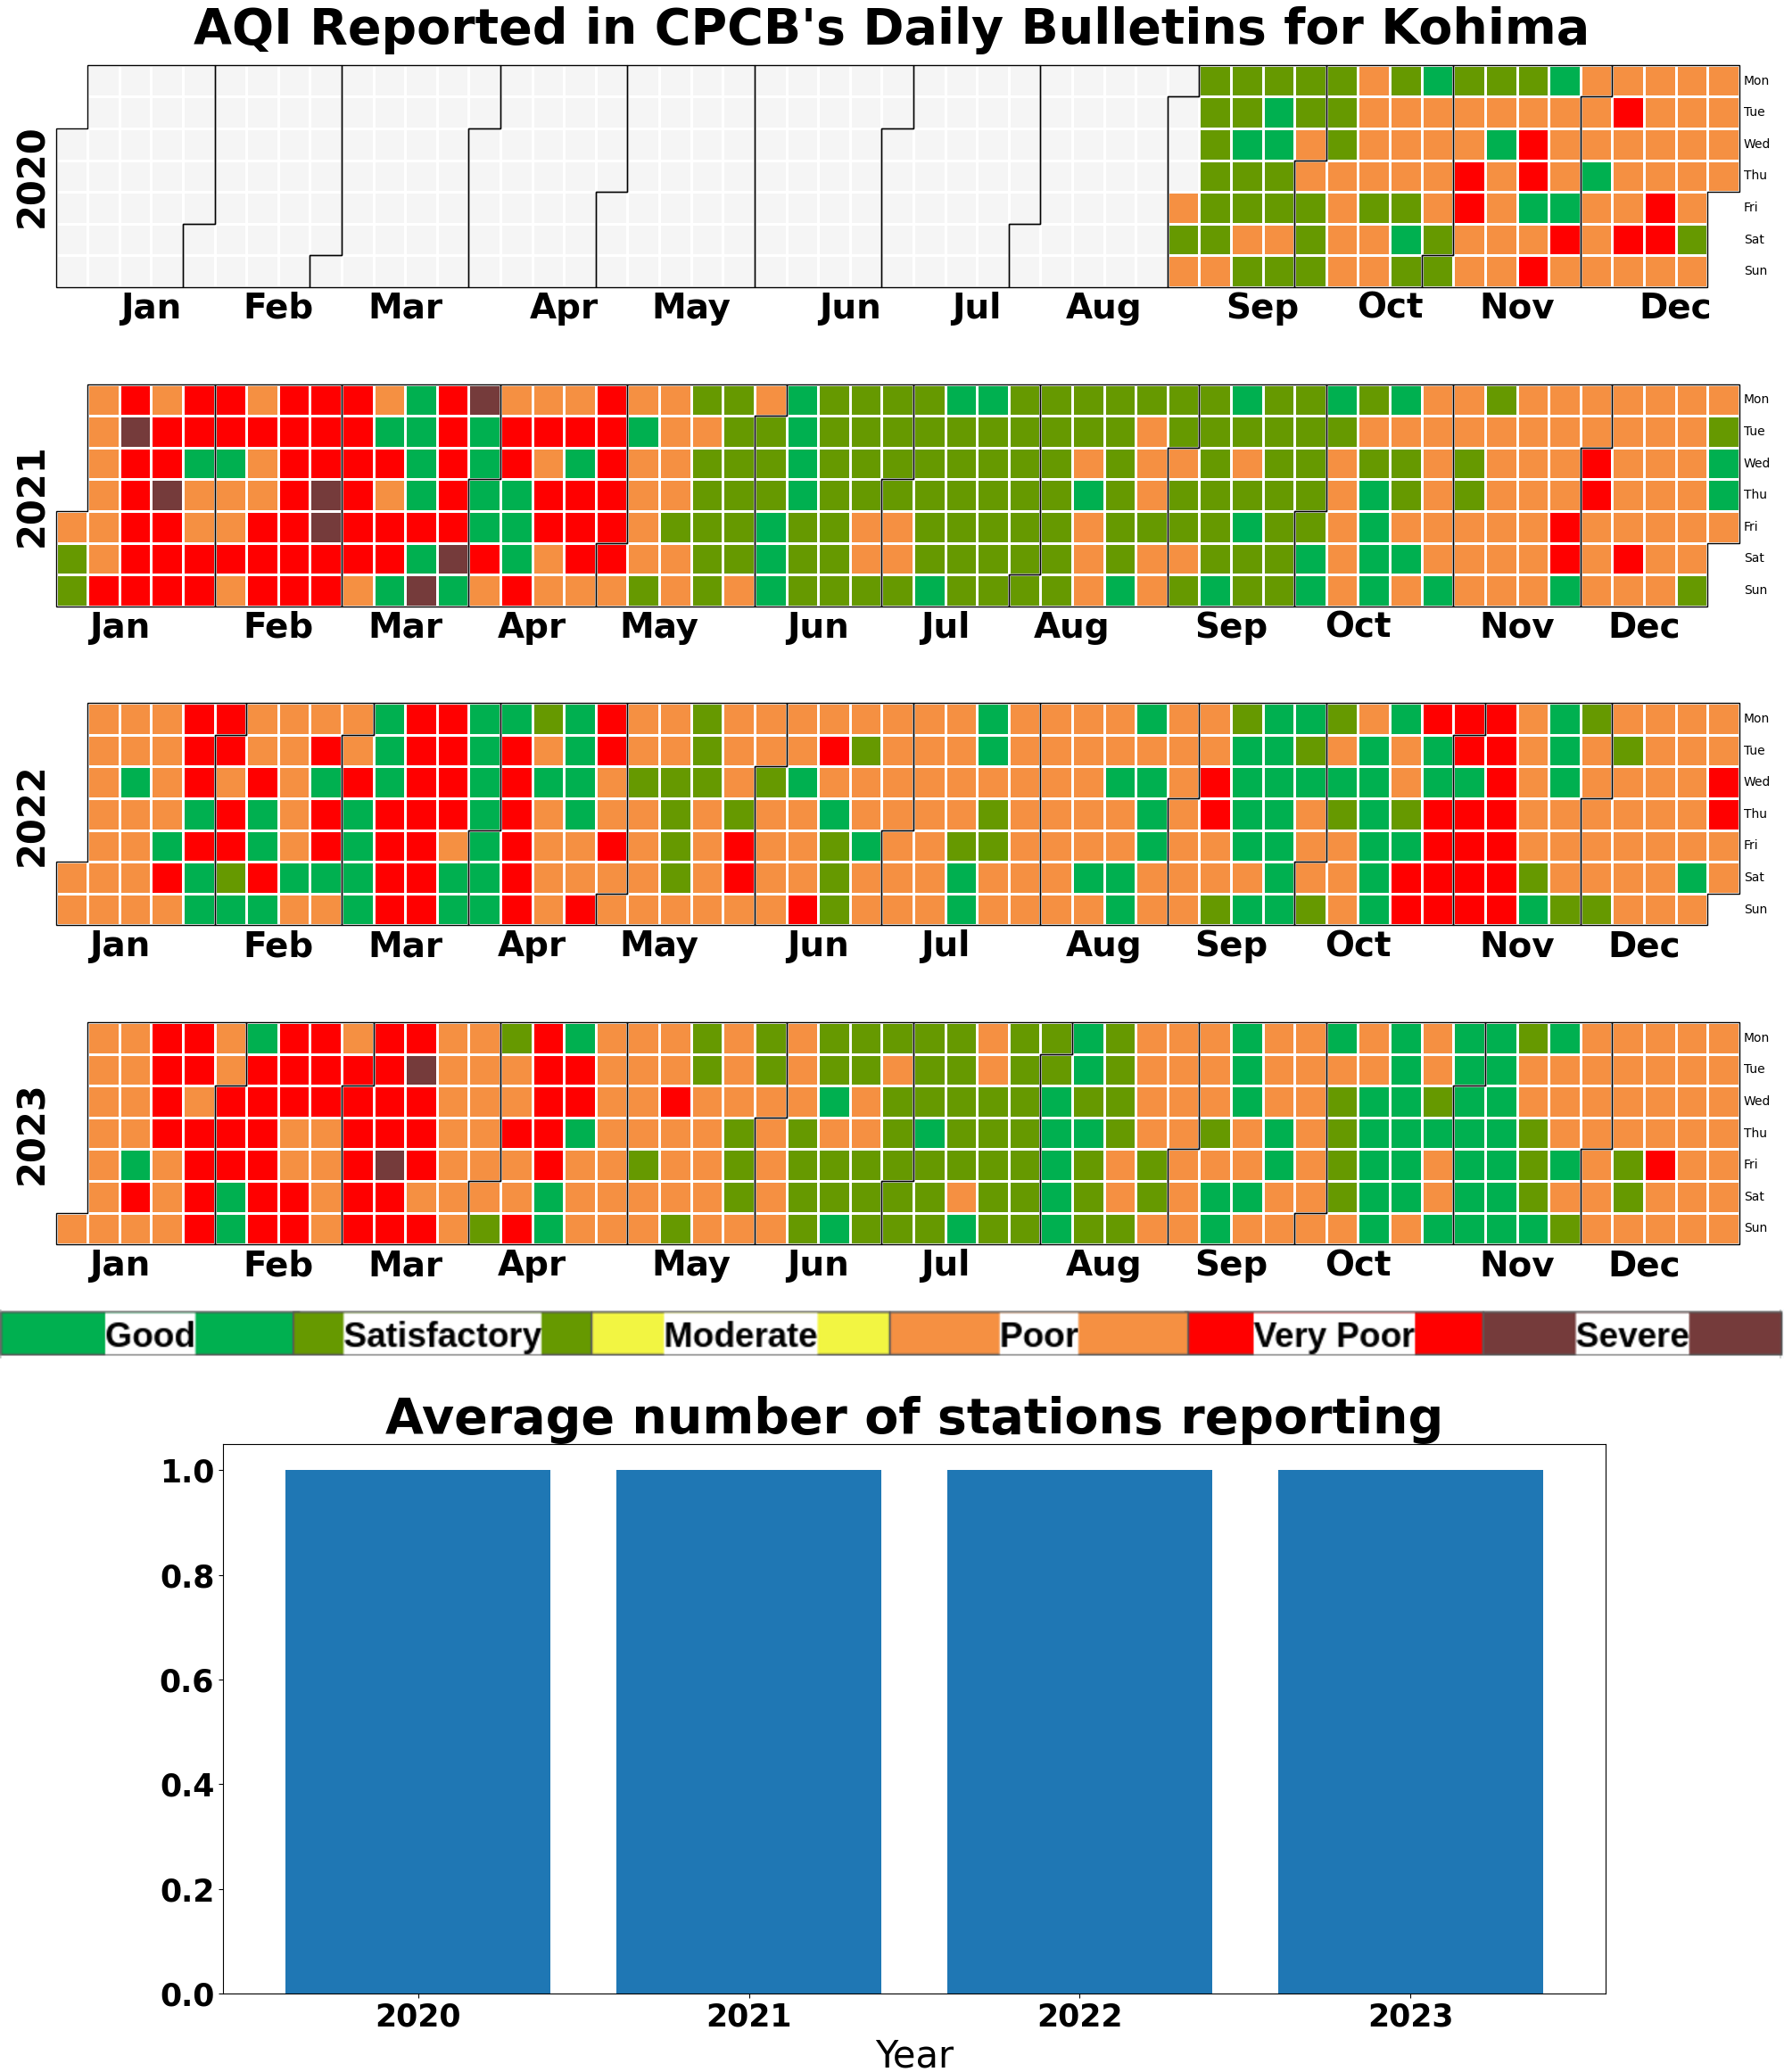 AQI Reported in CPCB's Daily Bulletins for Kohima
2020
Mon
Tue
Wed
Thu
Fri
Sat
Sun
Jan Feb Mar Apr May Jun Jul Aug Sep Oct Nov Dec
2021
Mon
Tue
Wed
Thu
Fri
Sat
Sun
Jan Feb Mar Apr May Jun Jul Aug Sep Oct Nov Dec
2022
Mon
Tue
Wed
Thu
Fri
Sat
Sun
Jan Feb Mar Apr May Jun Jul Aug Sep Oct Nov Dec
2023
Mon
Tue
Wed
Thu
Fri
Sat
Sun
Jan Feb Mar Apr May Jun Jul Aug Sep Oct Nov Dec
Good Satisfactory Moderate Poor Very Poor Severe
Average number of stations reporting
1.0
0.8
0.6
0.4
0.2
0.0
2020 2021 2022 2023
Year